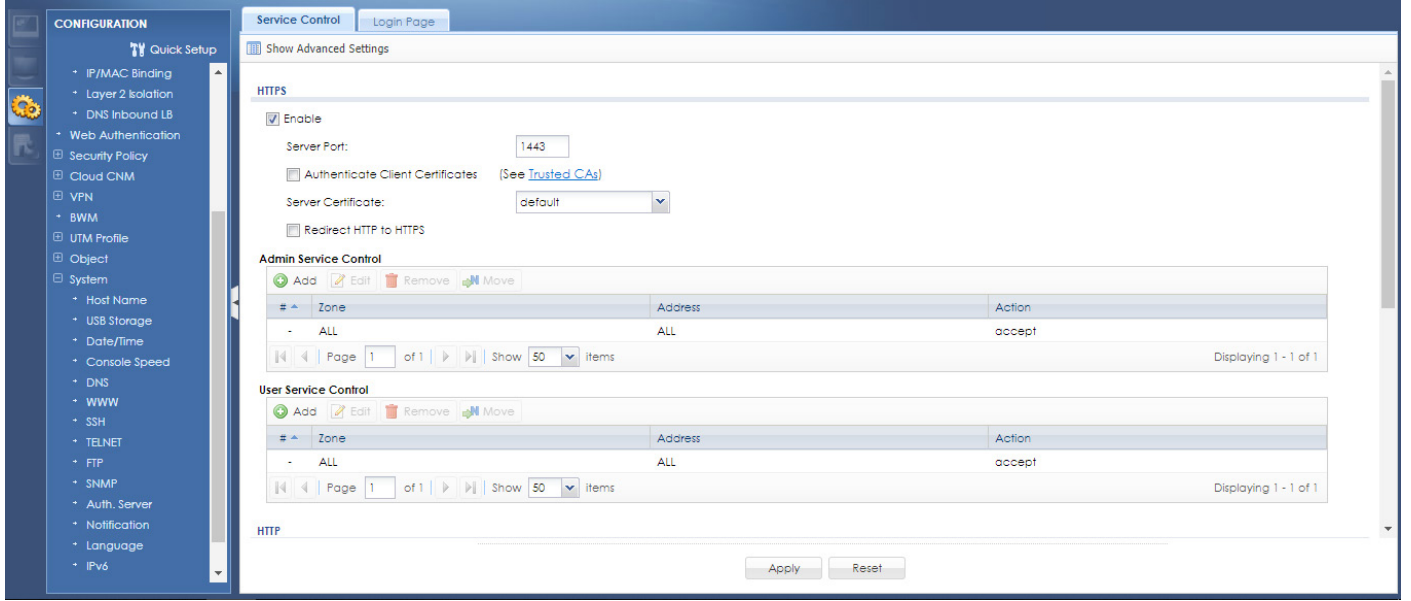 CONFIGURATION
Quick Setup
IP/MAC Binding
Layer 2 Isolation
DNS Inbound LB
Web Authentication
Security Policy
Cloud CNM
VPN
BWM
UTM Profile
Object
System
Host Name
USB Storage
Date/Time
Console Speed
DNS
WWW
SSH
TELNET
FTP
SNMP
Auth. Server
Notification
Language
IPv6
Service Control Login Page
Show Advanced Settings
HTTPS
Enable
Server Port: 1443
Authenticate Client Certificates (See Trusted CAs)
Server Certificate: default
Redirect HTTP to HTTPS
Admin Service Control
Add Edit Remove Move
# Zone Address Action
- ALL ALL accept
Page 1 of 1 Show 50 items Displaying 1 - 1 of 1
User Service Control
Add Edit Remove Move
# Zone Address Action
- ALL ALL accept
Page 1 of 1 Show 50 items Displaying 1 - 1 of 1
HTTP
Apply Reset